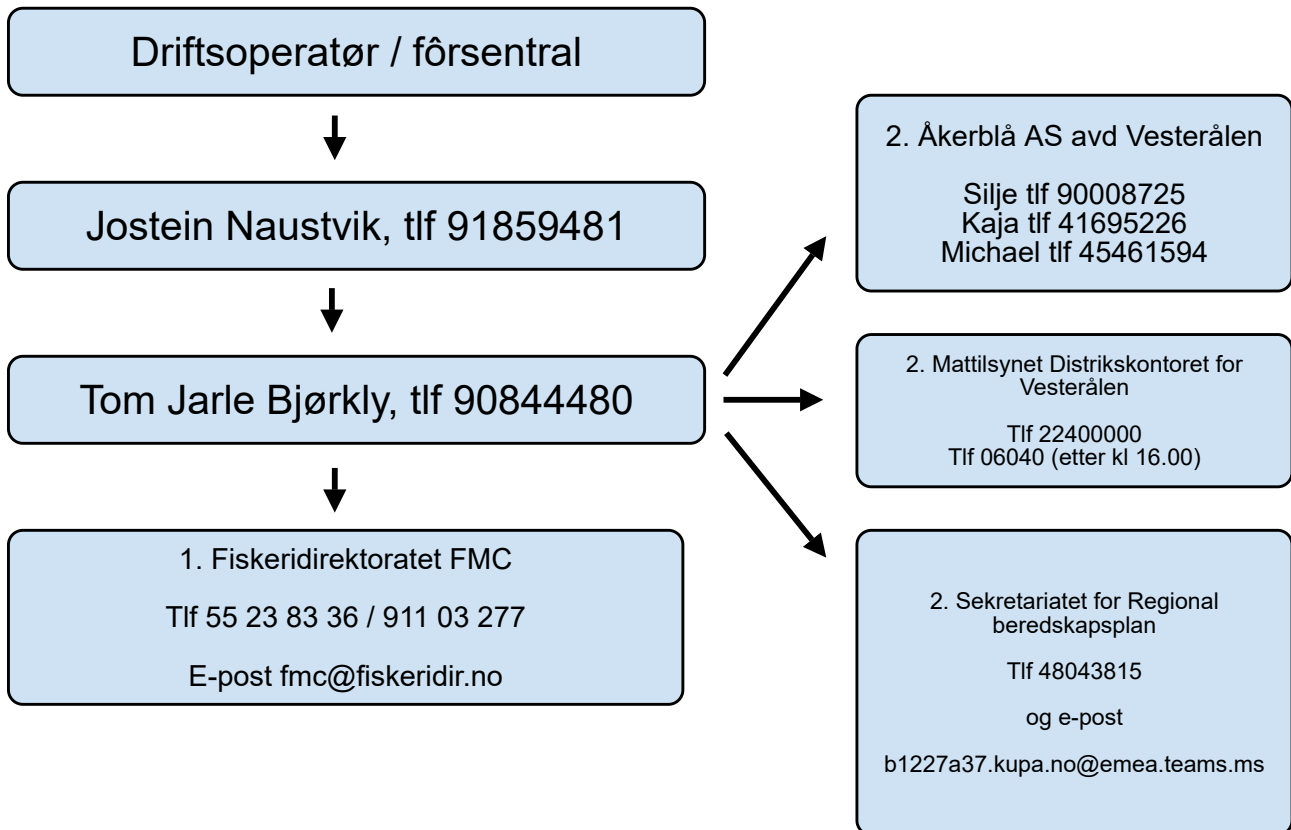 Driftsoperatør / fôrsentral
Jostein Naustvik, tlf 91859481
Tom Jarle Bjørkly, tlf 90844480
1. Fiskeridirektoratet FMC
Tlf 55 23 83 36 / 911 03 277
E-post fmc@fiskeridir.no
2. Åkerblå AS avd Vesterålen
Silje tlf 90008725
Kaja tlf 41695226
Michael tlf 45461594
2. Mattilsynet Distrikskontoret for
Vesterålen
Tlf 22400000
Tlf 06040 (etter kl 16.00)
2. Sekretariatet for Regional
beredskapsplan
Tlf 48043815
og e-post
b1227a37.kupa.no@emea.teams.ms